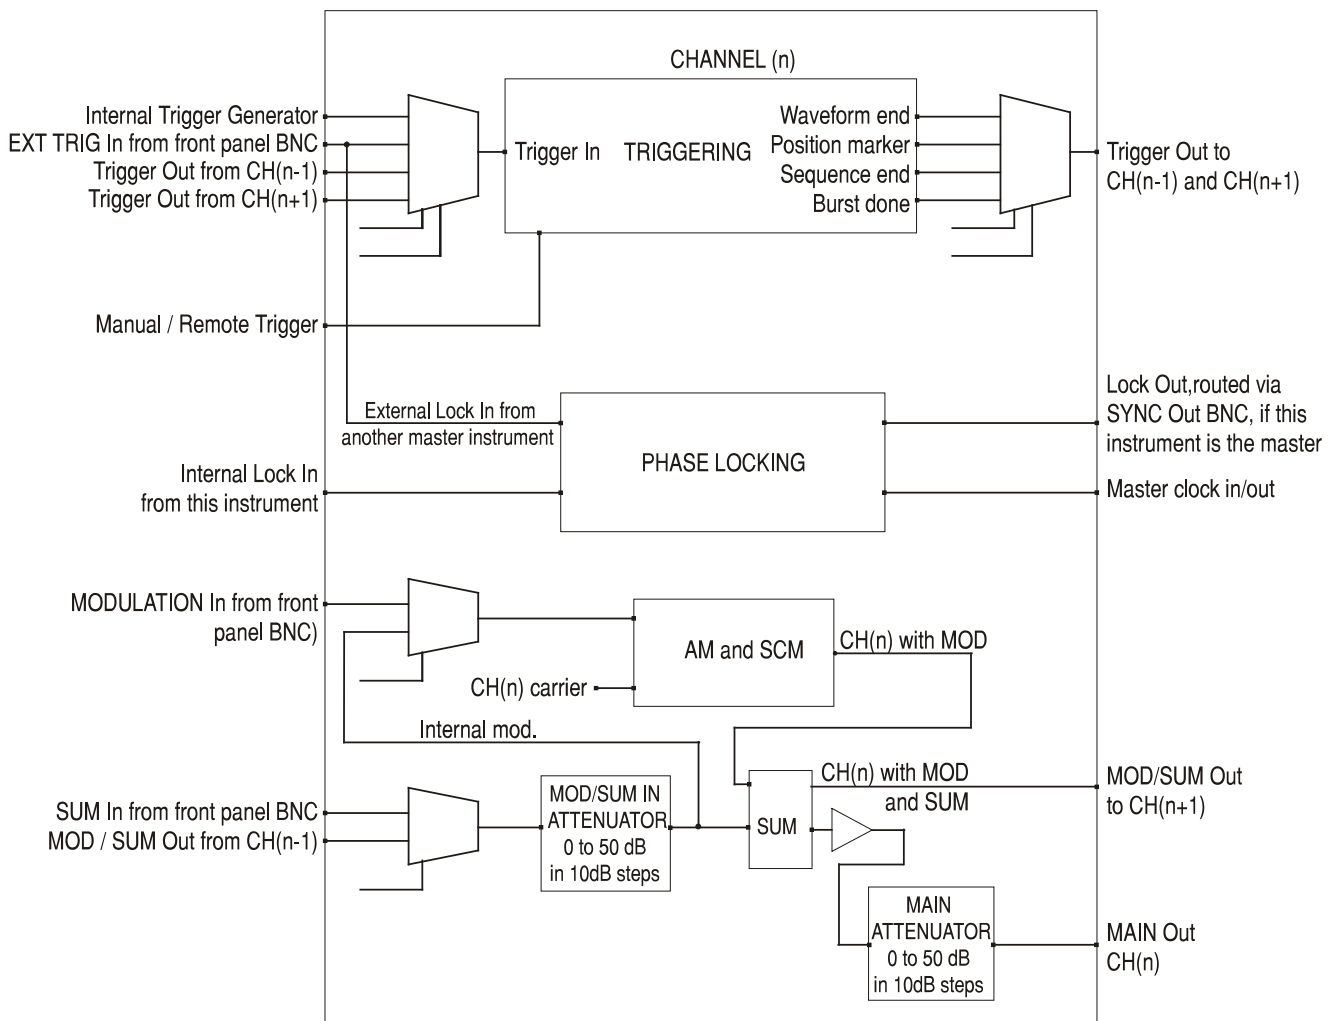 CHANNEL (n)
Internal Trigger Generator
EXT TRIG In from front panel BNC
Trigger Out from CH(n-1)
Trigger Out from CH(n+1)
Trigger In
TRIGGERING
Waveform end
Position marker
Sequence end
Burst done
Trigger Out to
CH(n-1) and CH(n+1)
Manual / Remote Trigger
External Lock In from
another master instrument
Internal Lock In
from this instrument
PHASE LOCKING
Lock Out,routed via
SYNC Out BNC, if this
instrument is the master
Master clock in/out
MODULATION In from front
panel BNC)
AM and SCM
CH(n) with MOD
CH(n) carrier
Internal mod.
SUM In from front panel BNC
MOD / SUM Out from CH(n-1)
MOD/SUM IN
ATTENUATOR
0 to 50 dB
in 10dB steps
SUM
CH(n) with MOD
and SUM
MOD/SUM Out
to CH(n+1)
MAIN
ATTENUATOR
0 to 50 dB
in 10dB steps
MAIN Out
CH(n)